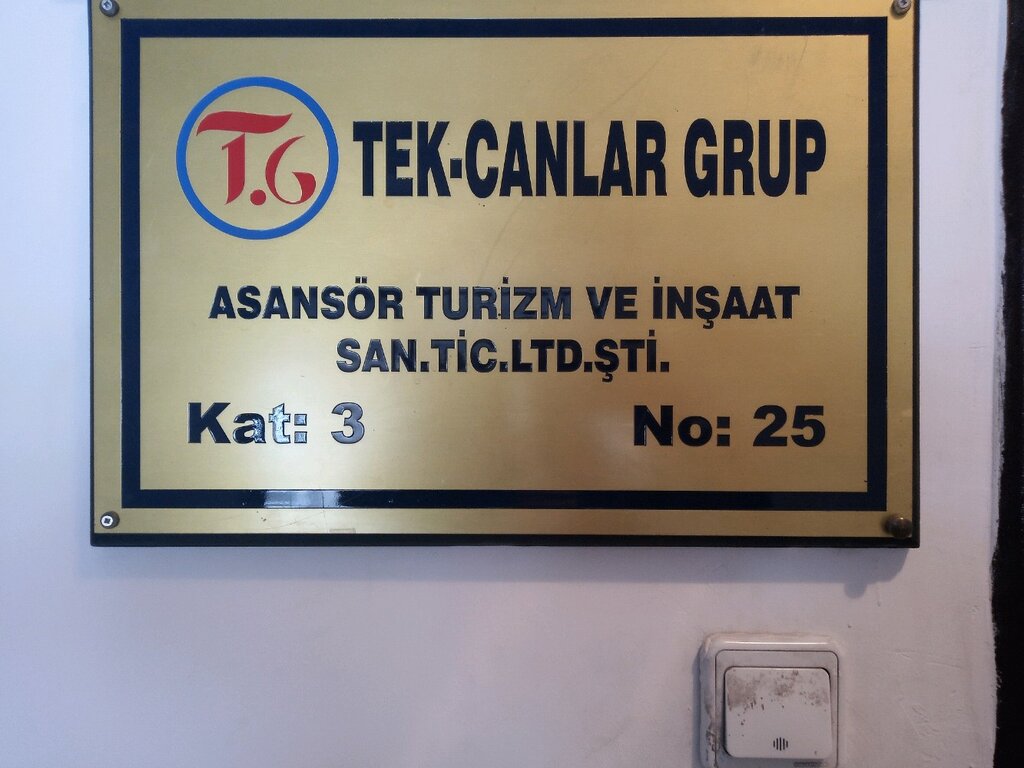 T.G TEK-CANLAR GRUP
ASANSÖR TURİZM VE İNŞAAT
SAN.TİC.LTD.ŞTİ.
Kat: 3 No: 25